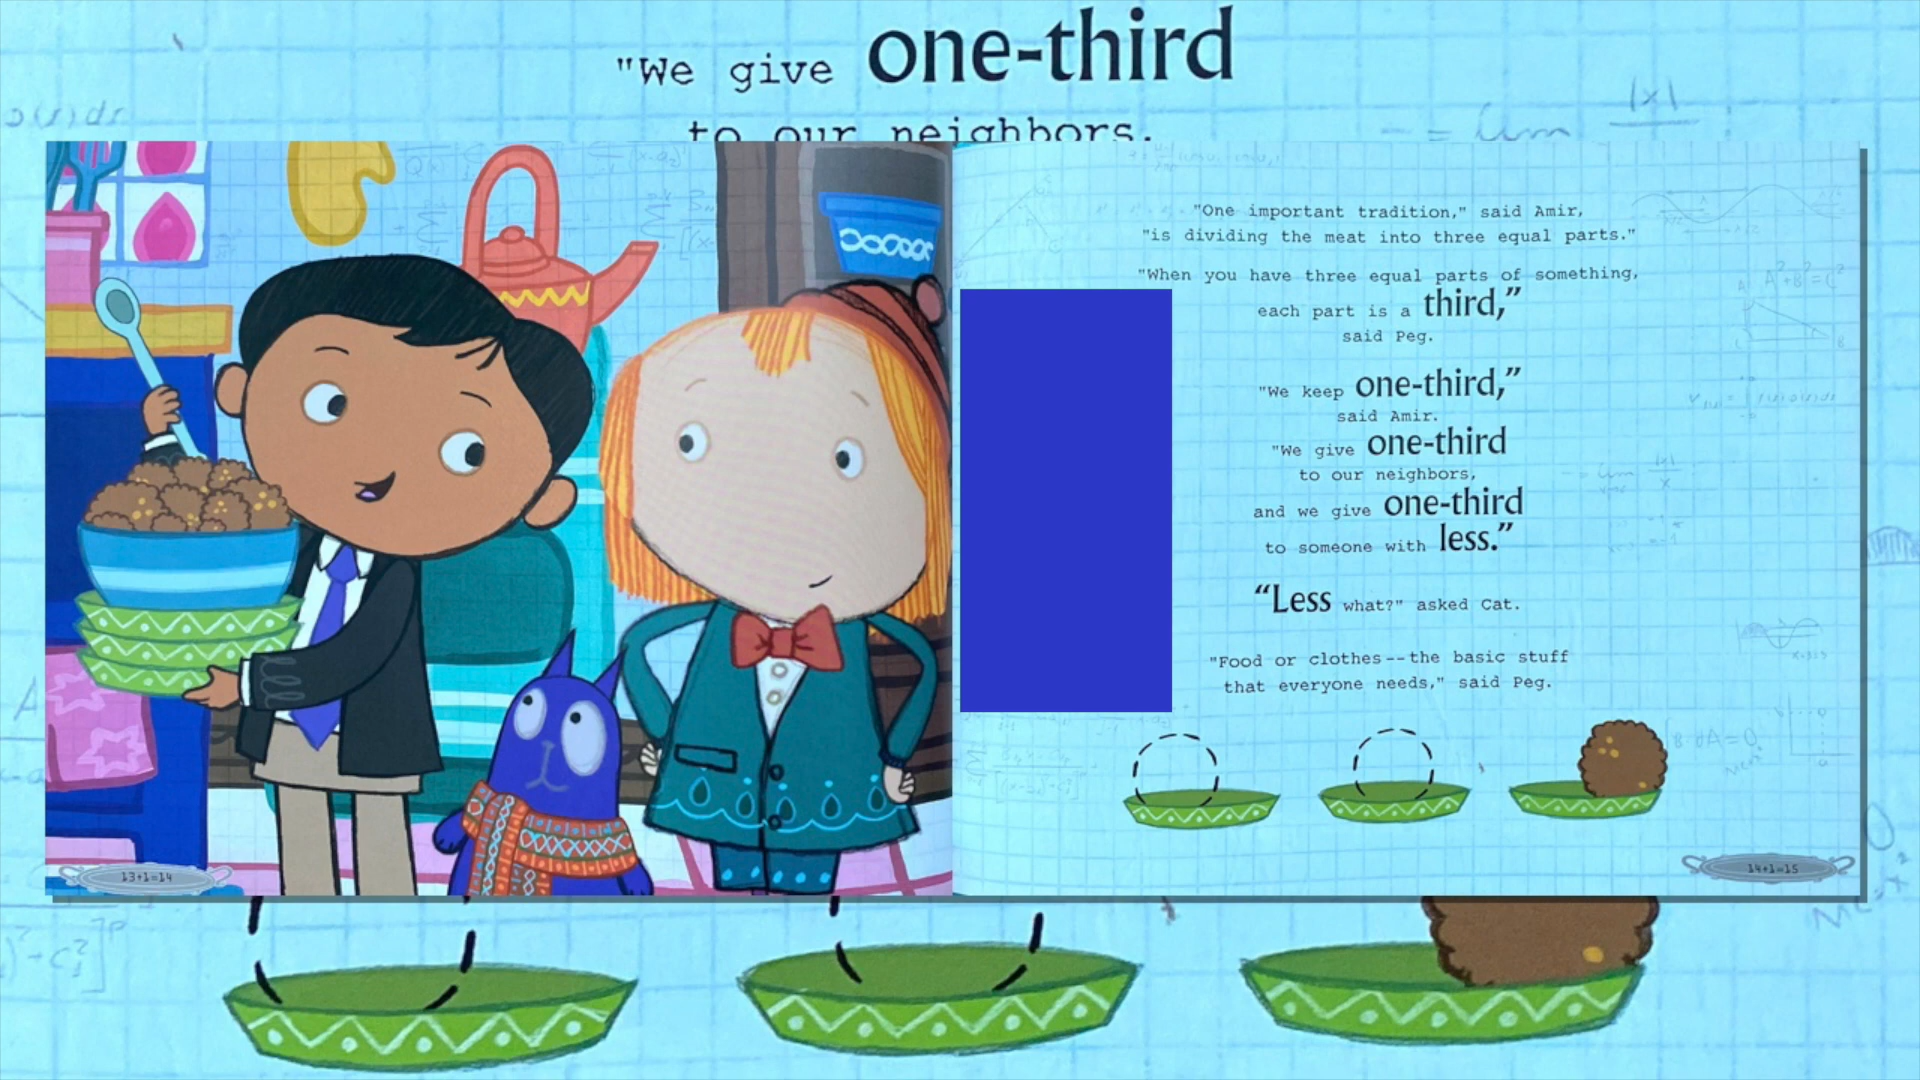 "We give one-third
to our neighbors,
"One important tradition," said Amir,
"is dividing the meat into three equal parts."
"When you have three equal parts of something,
each part is a third,”
said Peg.
"We keep one-third,”
said Amir.
"We give one-third
to our neighbors,
and we give one-third
to someone with less.”
“Less what?" asked Cat.
"Food or clothes--the basic stuff
that everyone needs," said Peg.
13+1=14
14+1=15